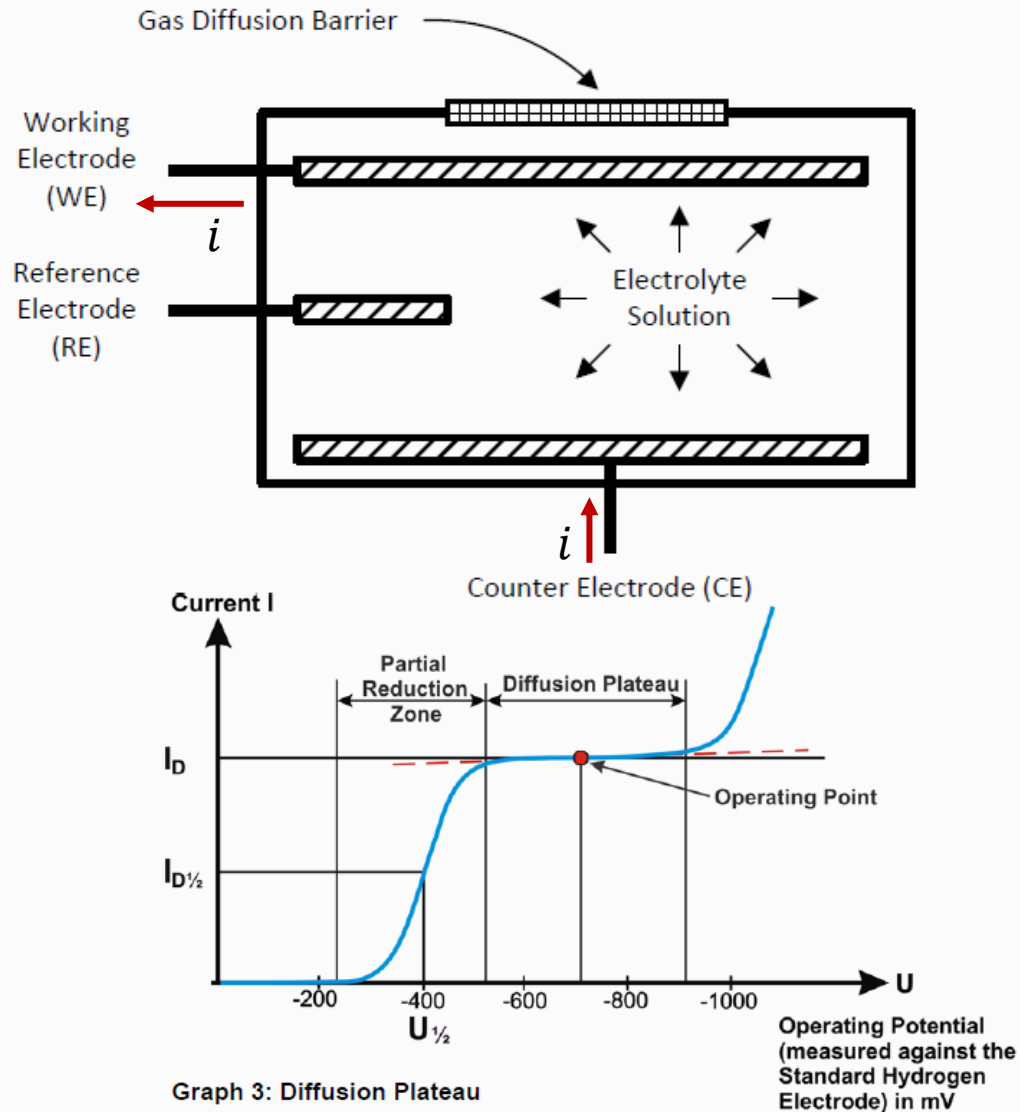 Gas Diffusion Barrier
Working
Electrode
(WE)
i
Reference
Electrode
(RE)
Electrolyte
Solution
i
Counter Electrode (CE)
Current I
Partial
Reduction
Zone
Diffusion Plateau
I_D
Operating Point
I_D½
-200
-400
-600
-800
-1000
U
U½
Operating Potential
(measured against the
Standard Hydrogen
Electrode) in mV
Graph 3: Diffusion Plateau